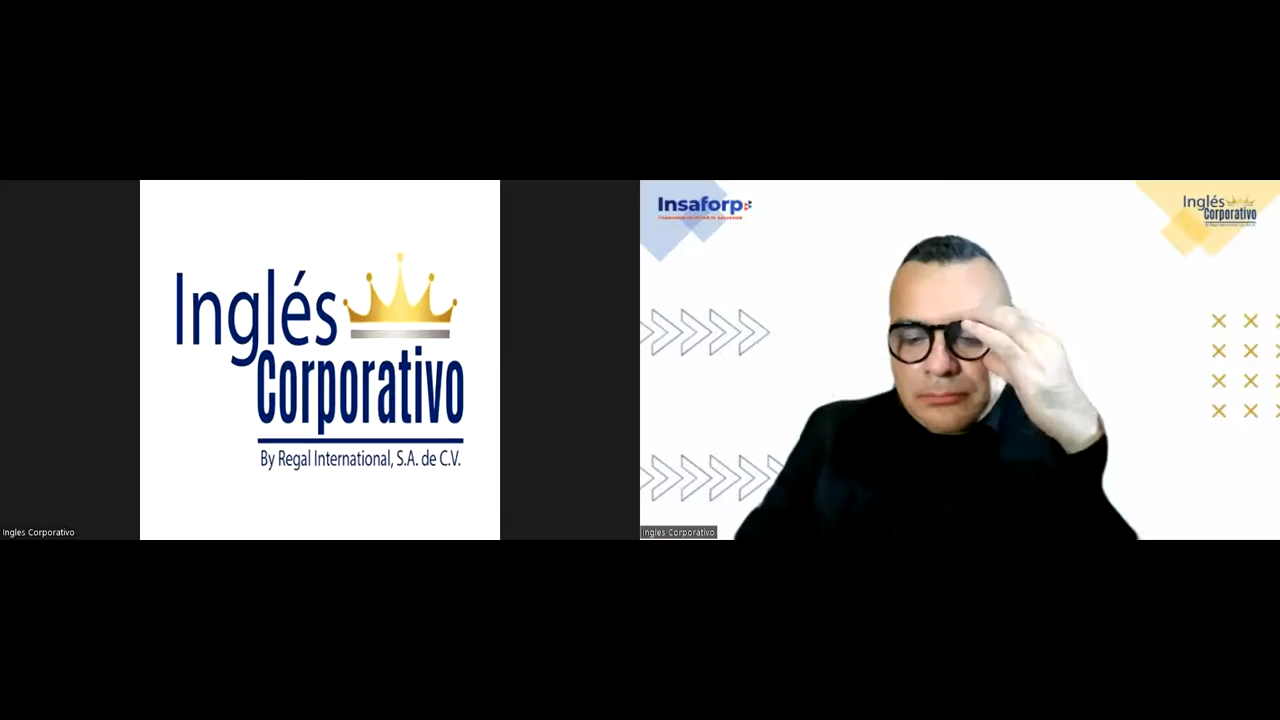 Inglés
Corporativo
By Regal International, S.A. de C.V.
Ingles Corporativo
Insaforp
Inglés
Corporativo
Ingles Corporativo